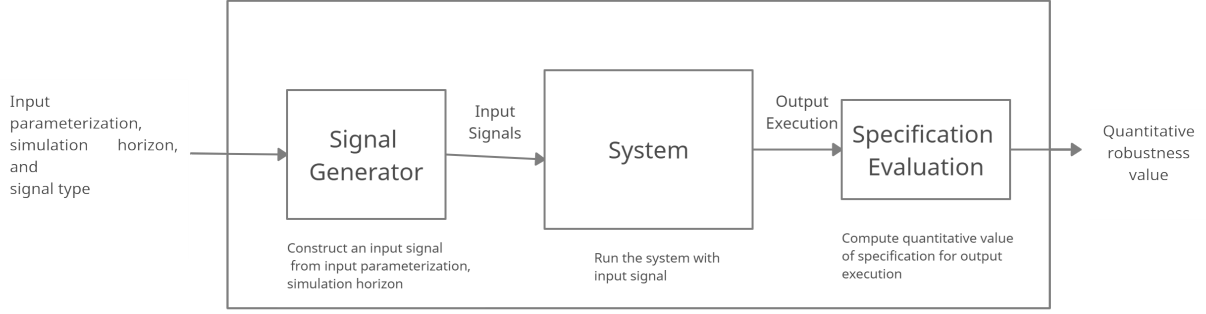 Input
parameterization,
simulation horizon,
and
signal type
Signal
Generator
Construct an input signal
from input parameterization,
simulation horizon
Input
Signals
System
Run the system with
input signal
Output
Execution
Specification
Evaluation
Compute quantitative value
of specification for output
execution
Quantitative
robustness
value